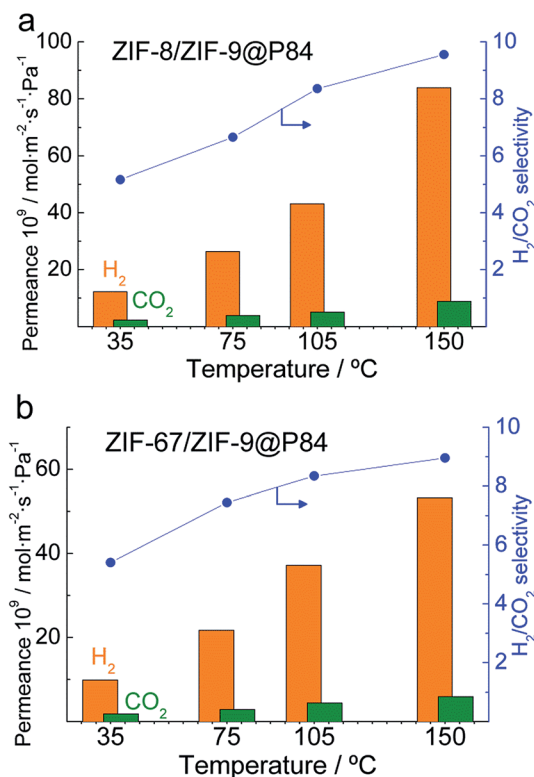 a
ZIF-8/ZIF-9@P84
Permeance 10⁹ / mol·m⁻²·s⁻¹·Pa⁻¹
100
80
60
40
20
H₂
CO₂
35 75 105 150
Temperature / ºC
10
8
6
4
2
0
H₂/CO₂ selectivity
b
ZIF-67/ZIF-9@P84
Permeance 10⁹ / mol·m⁻²·s⁻¹·Pa⁻¹
60
40
20
H₂
CO₂
35 75 105 150
Temperature / ºC
10
8
6
4
2
0
H₂/CO₂ selectivity